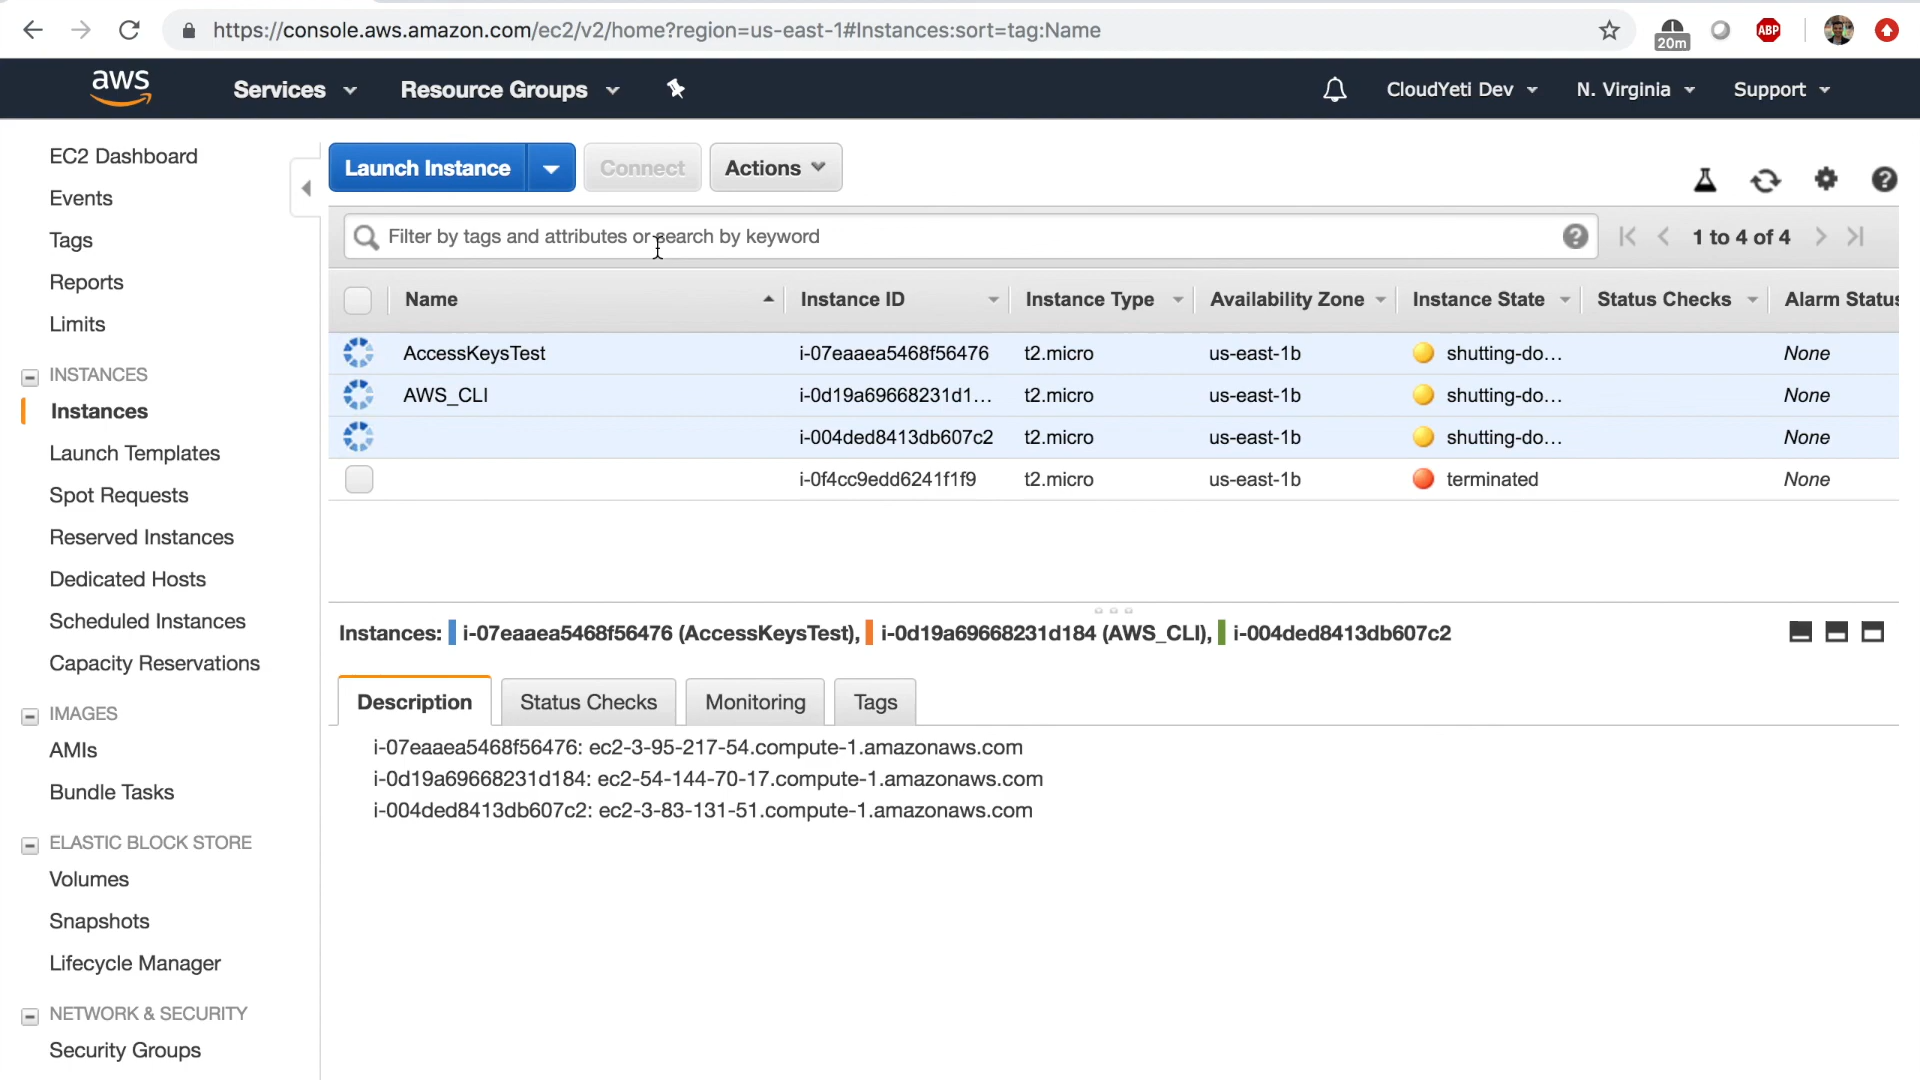 https://console.aws.amazon.com/ec2/v2/home?region=us-east-1#Instances:sort=tag:Name
20m
ABP
aws
Services
Resource Groups
CloudYeti Dev
N. Virginia
Support
EC2 Dashboard
Events
Tags
Reports
Limits
INSTANCES
Instances
Launch Templates
Spot Requests
Reserved Instances
Dedicated Hosts
Scheduled Instances
Capacity Reservations
IMAGES
AMIs
Bundle Tasks
ELASTIC BLOCK STORE
Volumes
Snapshots
Lifecycle Manager
NETWORK & SECURITY
Security Groups
Launch Instance
Connect
Actions
Filter by tags and attributes or search by keyword
1 to 4 of 4
Name Instance ID Instance Type Availability Zone Instance State Status Checks Alarm Status
AccessKeysTest i-07eaaea5468f56476 t2.micro us-east-1b shutting-do... None
AWS_CLI i-0d19a69668231d1... t2.micro us-east-1b shutting-do... None
i-004ded8413db607c2 t2.micro us-east-1b shutting-do... None
i-0f4cc9edd6241f1f9 t2.micro us-east-1b terminated None
Instances: i-07eaaea5468f56476 (AccessKeysTest), i-0d19a69668231d184 (AWS_CLI), i-004ded8413db607c2
Description
Status Checks
Monitoring
Tags
i-07eaaea5468f56476: ec2-3-95-217-54.compute-1.amazonaws.com
i-0d19a69668231d184: ec2-54-144-70-17.compute-1.amazonaws.com
i-004ded8413db607c2: ec2-3-83-131-51.compute-1.amazonaws.com